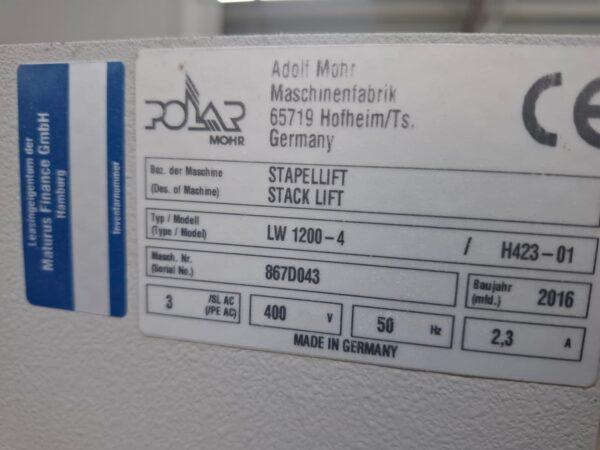 Leasingeigentum der
Maturus Finance GmbH
Hamburg
Inventarnummer
POLAR
MOHR
Adolf Mohr
Maschinenfabrik
65719 Hofheim/Ts.
Germany
CE
Bez. der Maschine
(Des. of Machine)
STAPELLIFT
STACK LIFT
Typ / Modell
(Type / Model)
LW 1200-4 / H423-01
Masch. Nr.
(Serial No.)
867D043
Baujahr
(mfd.)
2016
3 /SL AC
(/PE AC)
400 V
50 Hz
2,3 A
MADE IN GERMANY